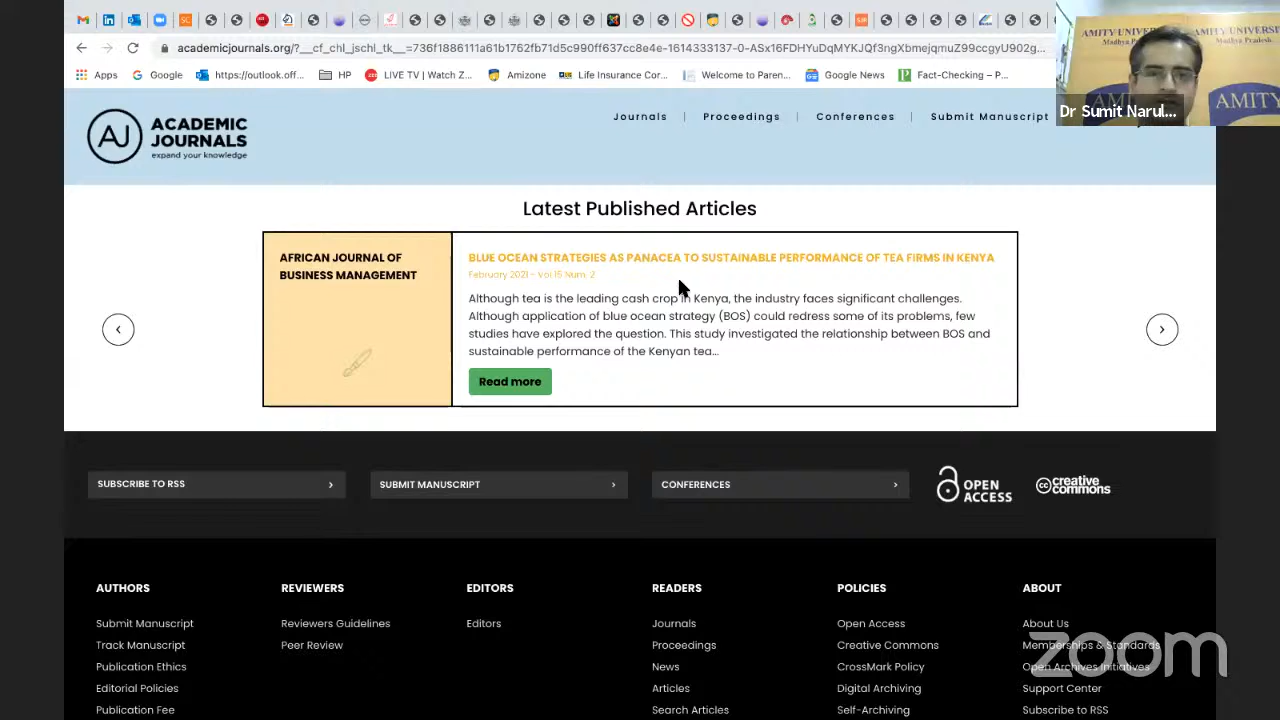 academicjournals.org/?__cf_chl_jschl_tk__=736f1886111a61b1762fb71d5c990ff637cc8e4e-1614333137-0-ASx16FDHYuDqMYKJQf3ngXbmejqmuZ99ccgyU902g...
Apps Google https://outlook.off... HP LIVE TV | Watch Z... Amizone Life Insurance Cor... Welcome to Paren... Google News Fact-Checking – P...
AMITY UNIVERSITY
Madhya Pradesh
AMITY
Dr Sumit Narul...
AJ ACADEMIC
JOURNALS
expand your knowledge
Journals | Proceedings | Conferences | Submit Manuscript
Latest Published Articles
AFRICAN JOURNAL OF
BUSINESS MANAGEMENT
BLUE OCEAN STRATEGIES AS PANACEA TO SUSTAINABLE PERFORMANCE OF TEA FIRMS IN KENYA
February 2021 - Vol.15 Num. 2
Although tea is the leading cash crop in Kenya, the industry faces significant challenges.
Although application of blue ocean strategy (BOS) could redress some of its problems, few
studies have explored the question. This study investigated the relationship between BOS and
sustainable performance of the Kenyan tea...
Read more
SUBSCRIBE TO RSS
SUBMIT MANUSCRIPT
CONFERENCES
OPEN ACCESS
cc creative commons
AUTHORS
Submit Manuscript
Track Manuscript
Publication Ethics
Editorial Policies
Publication Fee
REVIEWERS
Reviewers Guidelines
Peer Review
EDITORS
Editors
READERS
Journals
Proceedings
News
Articles
Search Articles
POLICIES
Open Access
Creative Commons
CrossMark Policy
Digital Archiving
Self-Archiving
ABOUT
About Us
Memberships & Standards
Open Archives Initiatives
Support Center
Subscribe to RSS
zoom